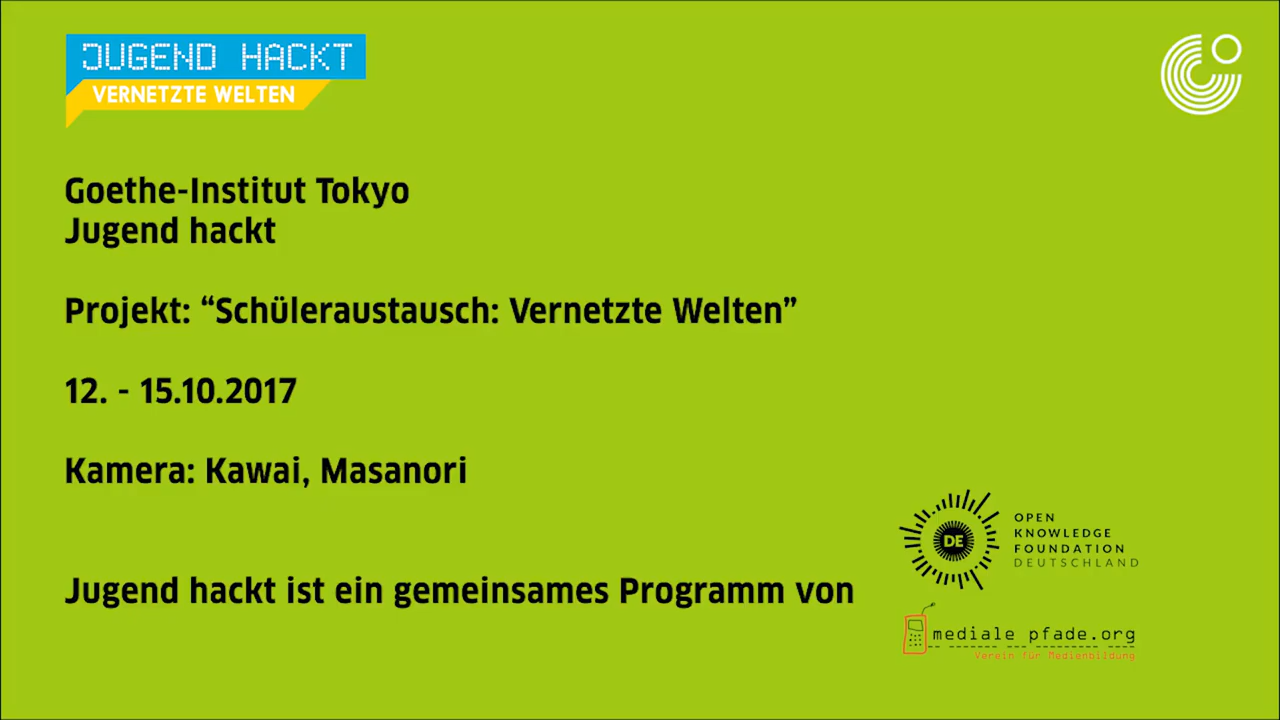 JUGEND HACKT
VERNETZTE WELTEN
Goethe-Institut Tokyo
Jugend hackt
Projekt: “Schüleraustausch: Vernetzte Welten”
12. - 15.10.2017
Kamera: Kawai, Masanori
Jugend hackt ist ein gemeinsames Programm von
DE
OPEN
KNOWLEDGE
FOUNDATION
DEUTSCHLAND
mediale pfade.org
Verein für Medienbildung